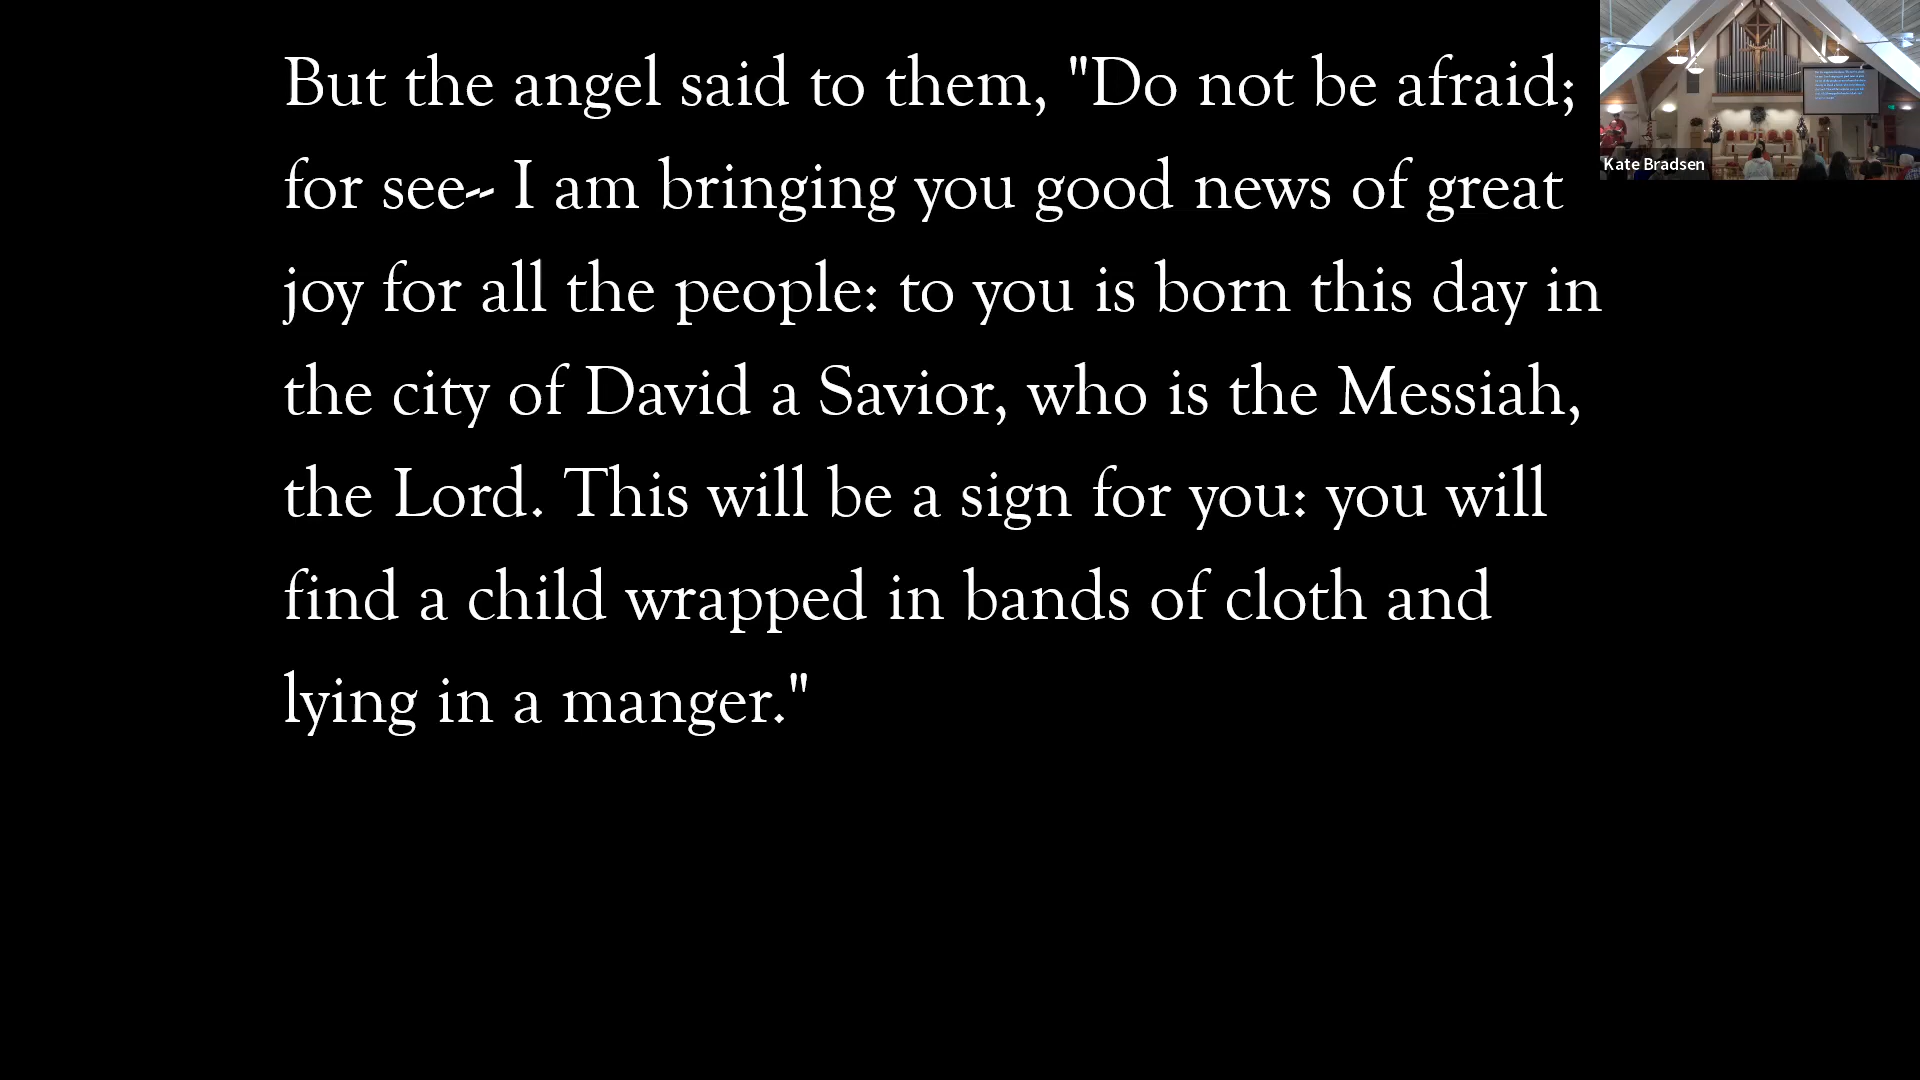 But the angel said to them, "Do not be afraid;
for see-- I am bringing you good news of great
joy for all the people: to you is born this day in
the city of David a Savior, who is the Messiah,
the Lord. This will be a sign for you: you will
find a child wrapped in bands of cloth and
lying in a manger."
Kate Bradsen